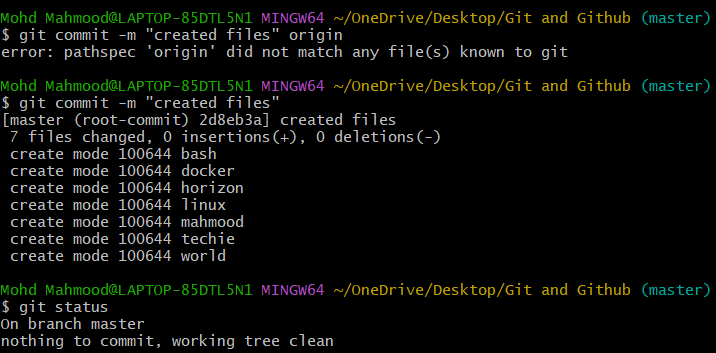 Mohd Mahmood@LAPTOP-85DTL5N1 MINGW64 ~/OneDrive/Desktop/Git and Github (master)
$ git commit -m "created files" origin
error: pathspec 'origin' did not match any file(s) known to git
Mohd Mahmood@LAPTOP-85DTL5N1 MINGW64 ~/OneDrive/Desktop/Git and Github (master)
$ git commit -m "created files"
[master (root-commit) 2d8eb3a] created files
 7 files changed, 0 insertions(+), 0 deletions(-)
 create mode 100644 bash
 create mode 100644 docker
 create mode 100644 horizon
 create mode 100644 linux
 create mode 100644 mahmood
 create mode 100644 techie
 create mode 100644 world
Mohd Mahmood@LAPTOP-85DTL5N1 MINGW64 ~/OneDrive/Desktop/Git and Github (master)
$ git status
On branch master
nothing to commit, working tree clean